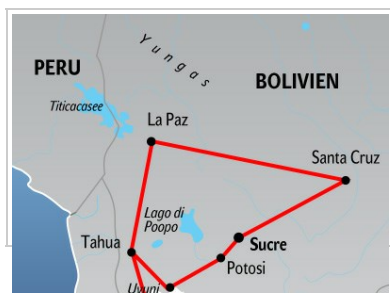 Yungas
PERU
BOLIVIEN
Titicacasee
La Paz
Santa Cruz
Lago di
Poopo
Tahua
Sucre
Potosi
Uyuni